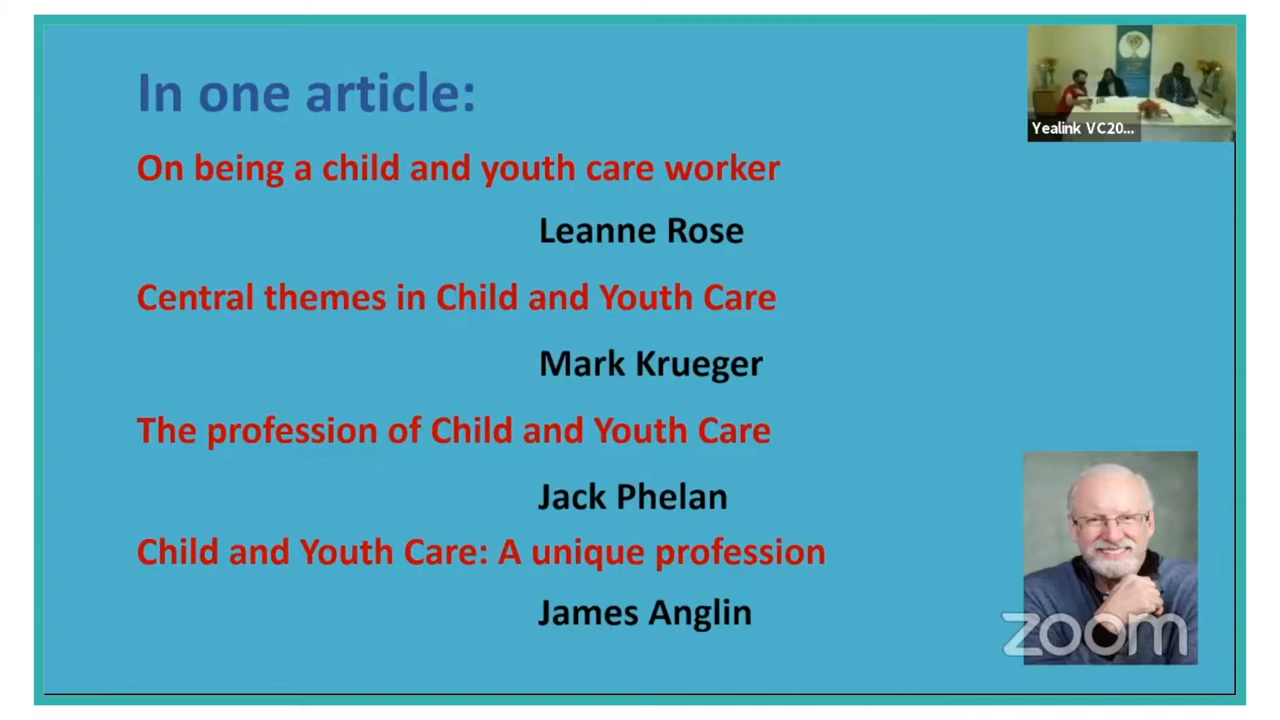 In one article:
Yealink VC20...
On being a child and youth care worker
Leanne Rose
Central themes in Child and Youth Care
Mark Krueger
The profession of Child and Youth Care
Jack Phelan
Child and Youth Care: A unique profession
James Anglin
zoom